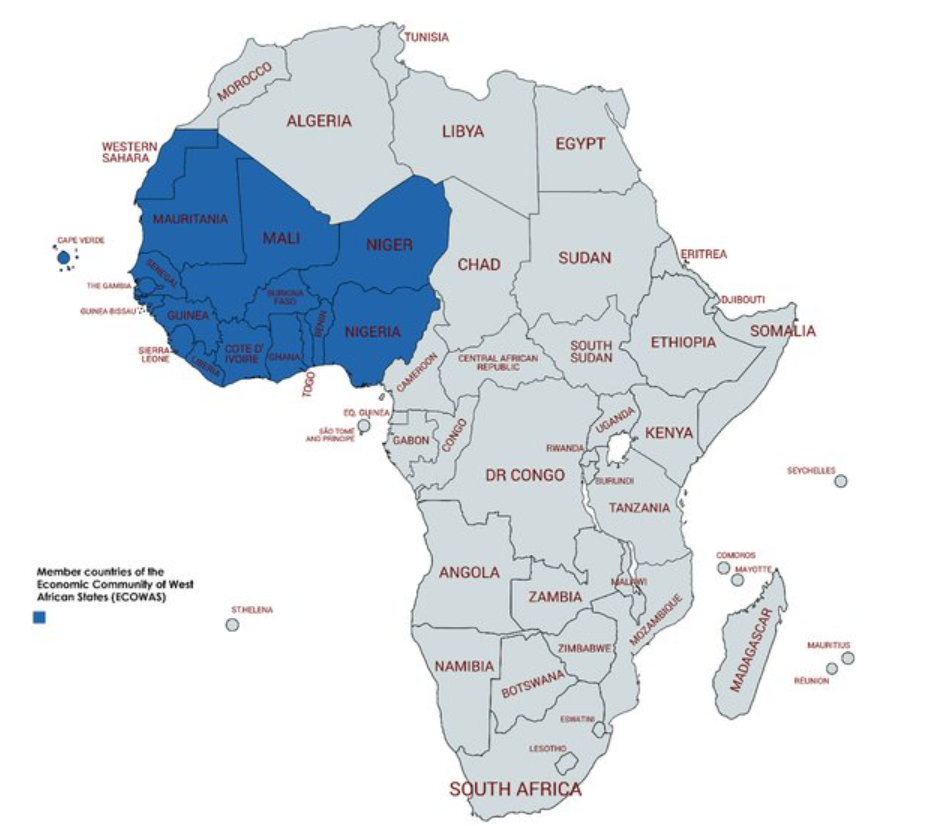 TUNISIA
MOROCCO
ALGERIA
LIBYA
EGYPT
WESTERN
SAHARA
MAURITANIA
MALI
NIGER
CHAD
SUDAN
ERITREA
CAPE VERDE
SENEGAL
THE GAMBIA
GUINEA-BISSAU
GUINEA
BURKINA
FASO
BENIN
NIGERIA
DJIBOUTI
SOMALIA
SIERRA
LEONE
LIBERIA
COTE D'
IVOIRE
GHANA
TOGO
CAMEROON
CENTRAL AFRICAN
REPUBLIC
SOUTH
SUDAN
ETHIOPIA
EQ. GUINEA
SÃO TOMÉ
AND PRINCIPE
GABON
CONGO
UGANDA
KENYA
RWANDA
DR CONGO
BURUNDI
TANZANIA
SEYCHELLES
Member countries of the
Economic Community of West
African States (ECOWAS)
ST.HELENA
ANGOLA
ZAMBIA
MALAWI
MOZAMBIQUE
COMOROS
MAYOTTE
MADAGASCAR
MAURITIUS
REUNION
NAMIBIA
ZIMBABWE
BOTSWANA
ESWATINI
LESOTHO
SOUTH AFRICA